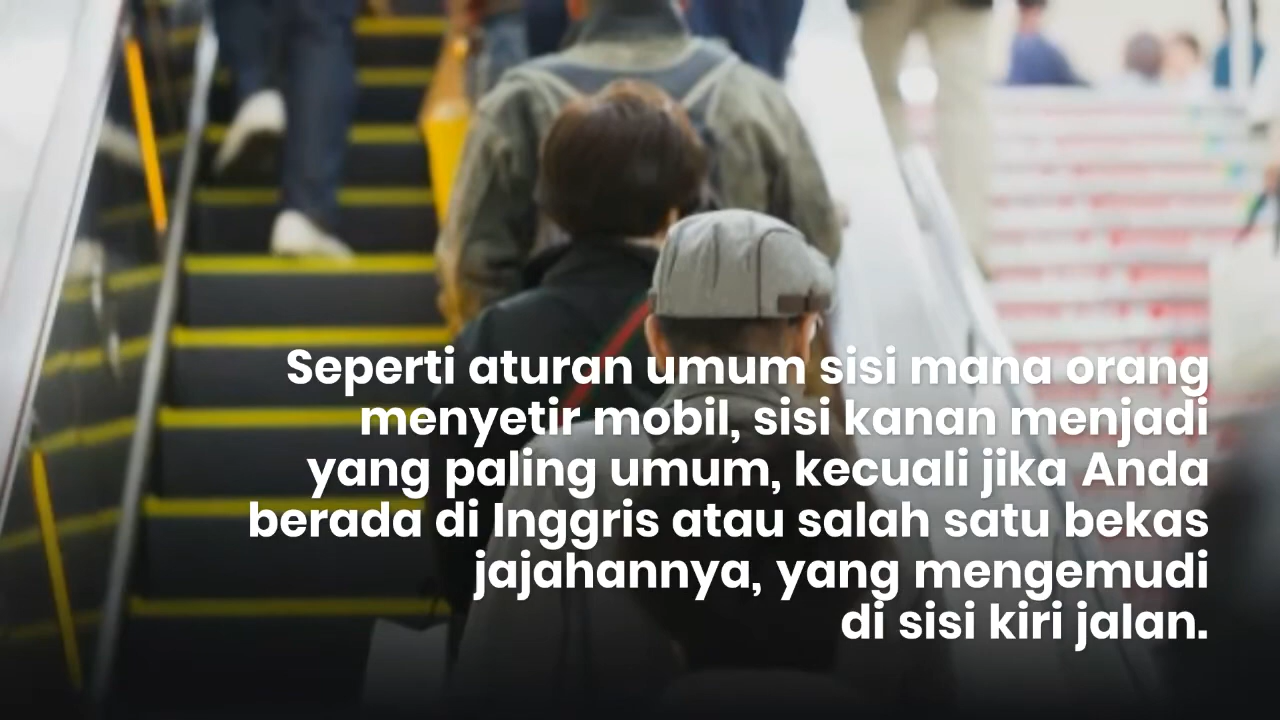 Seperti aturan umum sisi mana orang
menyetir mobil, sisi kanan menjadi
yang paling umum, kecuali jika Anda
berada di Inggris atau salah satu bekas
jajahannya, yang mengemudi
di sisi kiri jalan.